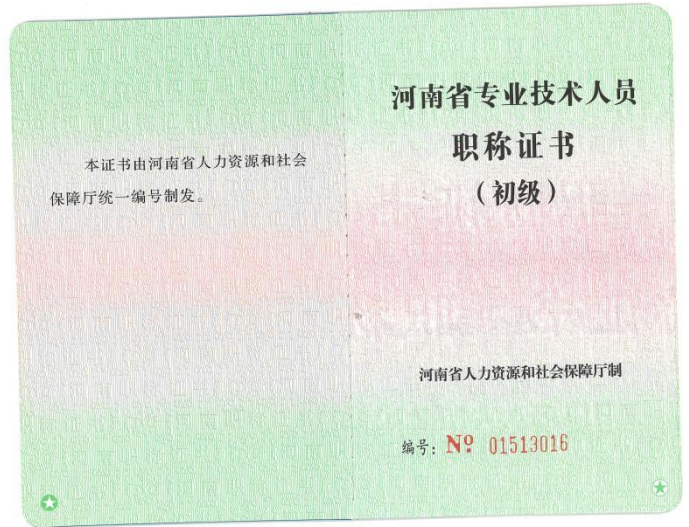 本证书由河南省人力资源和社会
保障厅统一编号制发。
河南省专业技术人员
职称证书
（初级）
河南省人力资源和社会保障厅制
编号：Nº 01513016